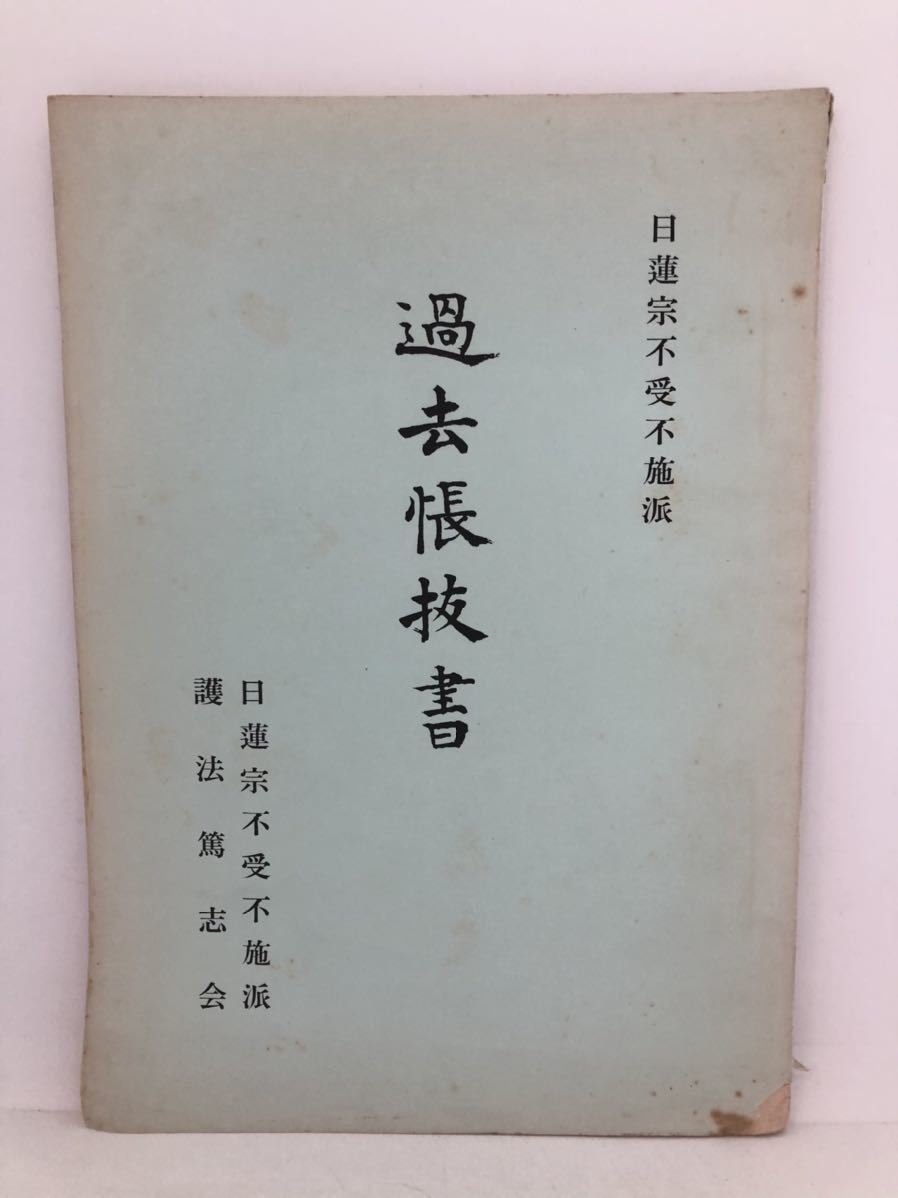 日蓮宗不受不施派
過去帳抜書
日蓮宗不受不施派
護法篤志会